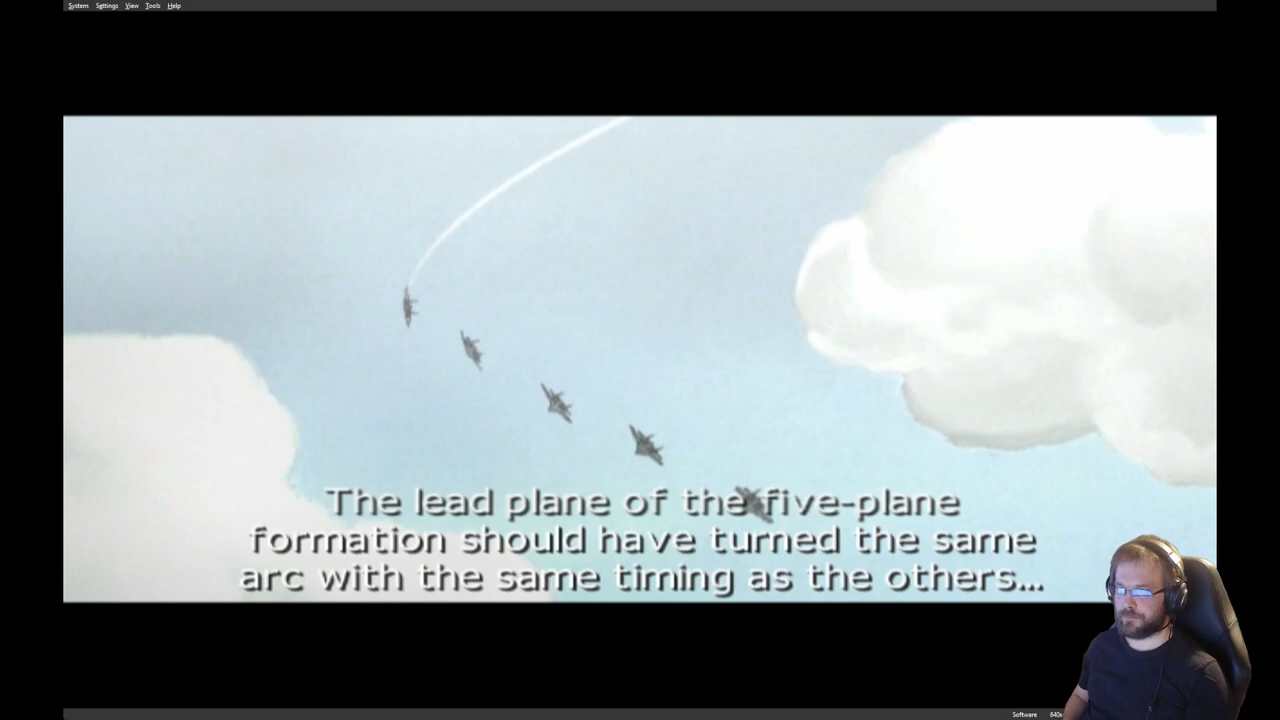 System Settings View Tools Help
The lead plane of the five-plane
formation should have turned the same
arc with the same timing as the others...
Software